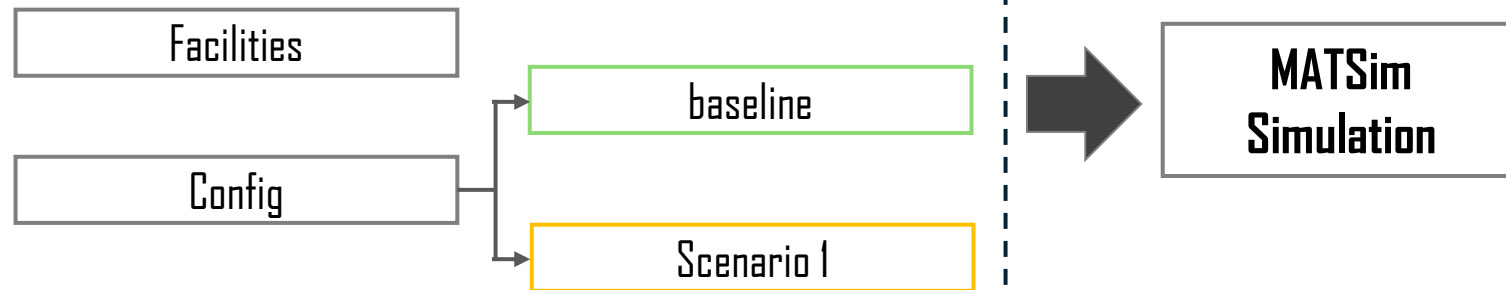 Facilities
Config
baseline
Scenario 1
MATSim
Simulation